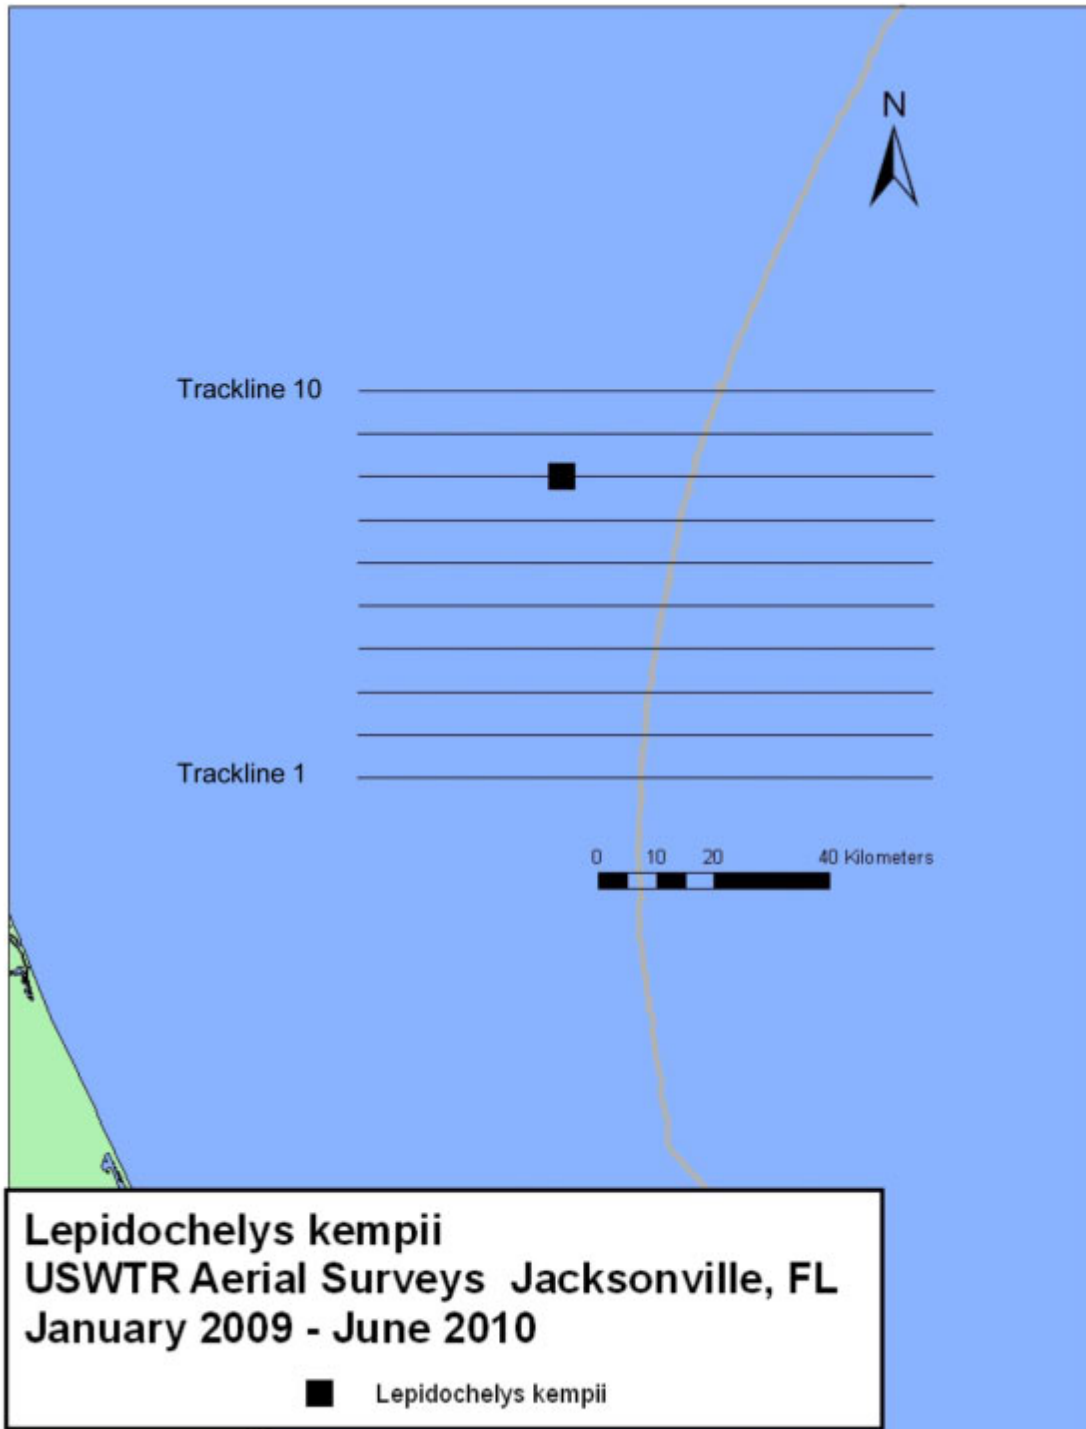 N
Trackline 10
Trackline 1
0 10 20 40 Kilometers
Lepidochelys kempii
USWTR Aerial Surveys Jacksonville, FL
January 2009 - June 2010
Lepidochelys kempii